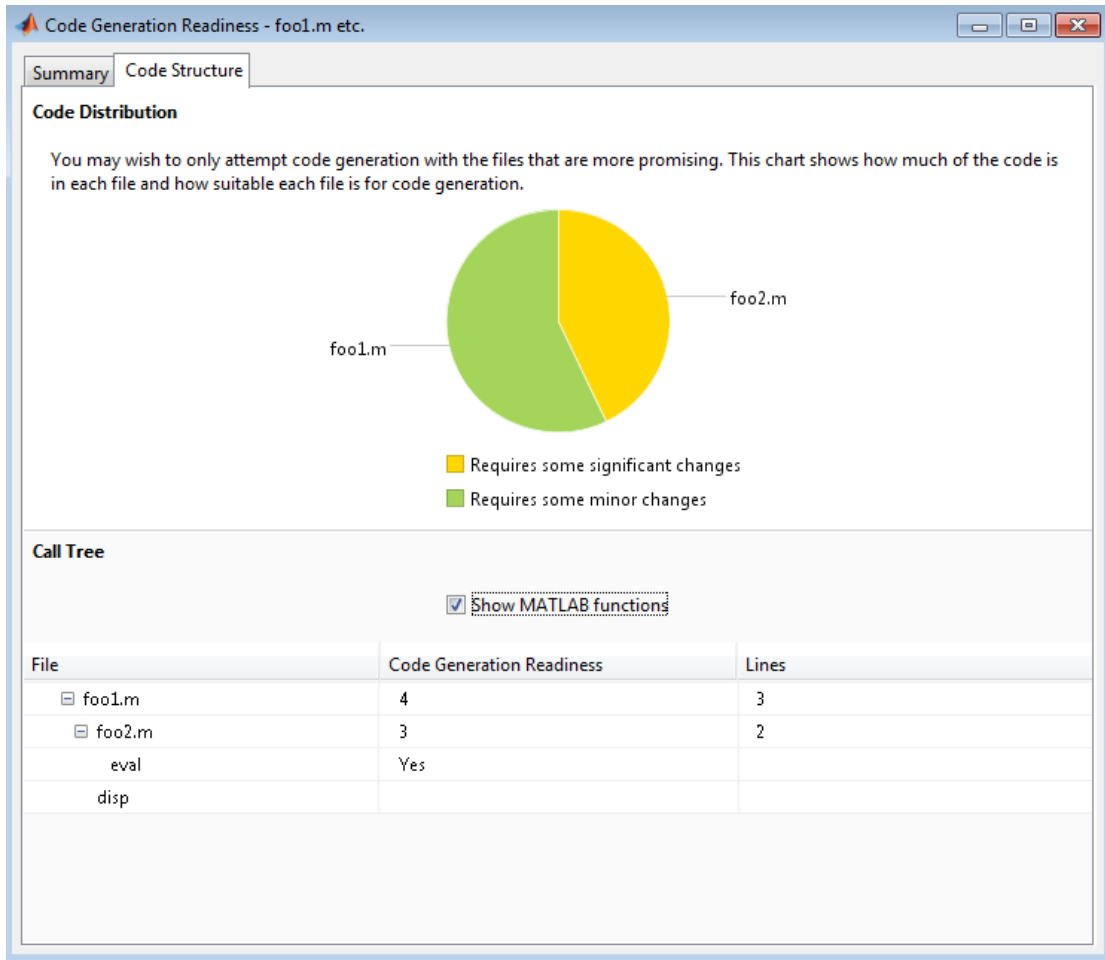 Code Generation Readiness - foo1.m etc.
Summary Code Structure
Code Distribution
You may wish to only attempt code generation with the files that are more promising. This chart shows how much of the code is
in each file and how suitable each file is for code generation.
foo2.m
foo1.m
Requires some significant changes
Requires some minor changes
Call Tree
Show MATLAB functions
File Code Generation Readiness Lines
foo1.m 4 3
foo2.m 3 2
eval Yes
disp